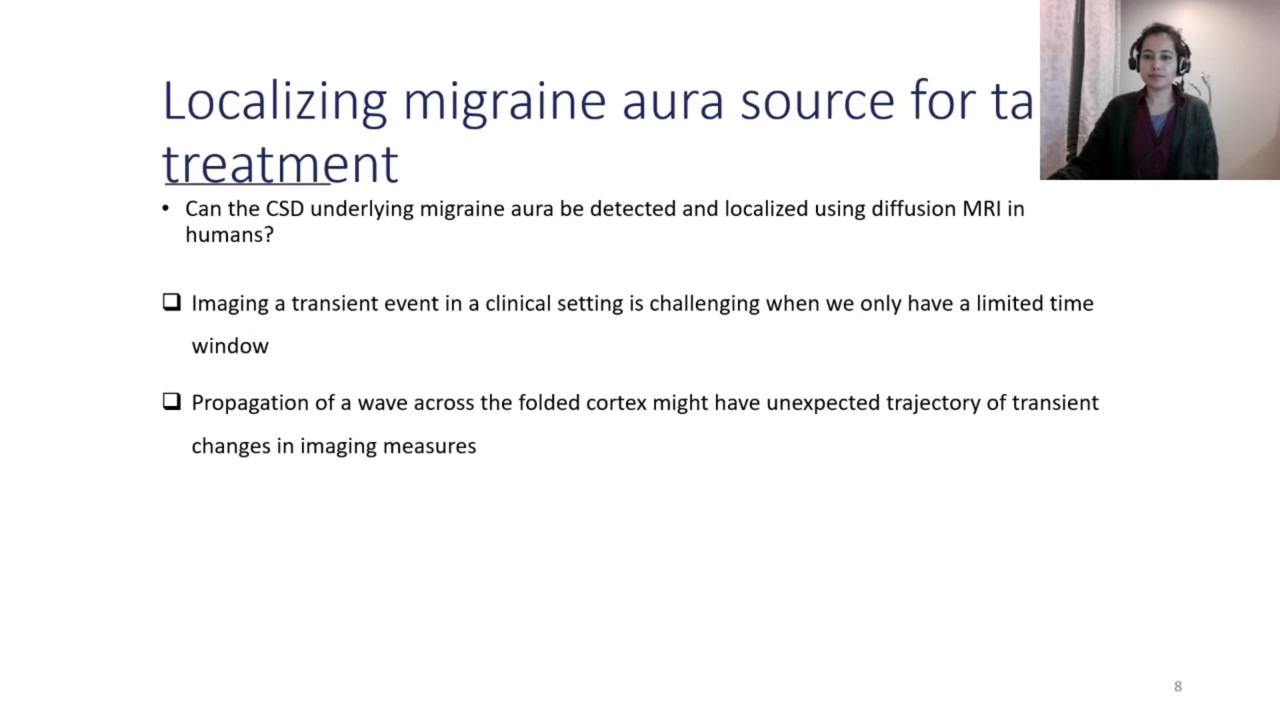 Localizing migraine aura source for
treatment
• Can the CSD underlying migraine aura be detected and localized using diffusion MRI in
humans?
❑ Imaging a transient event in a clinical setting is challenging when we only have a limited time
window
❑ Propagation of a wave across the folded cortex might have unexpected trajectory of transient
changes in imaging measures
8